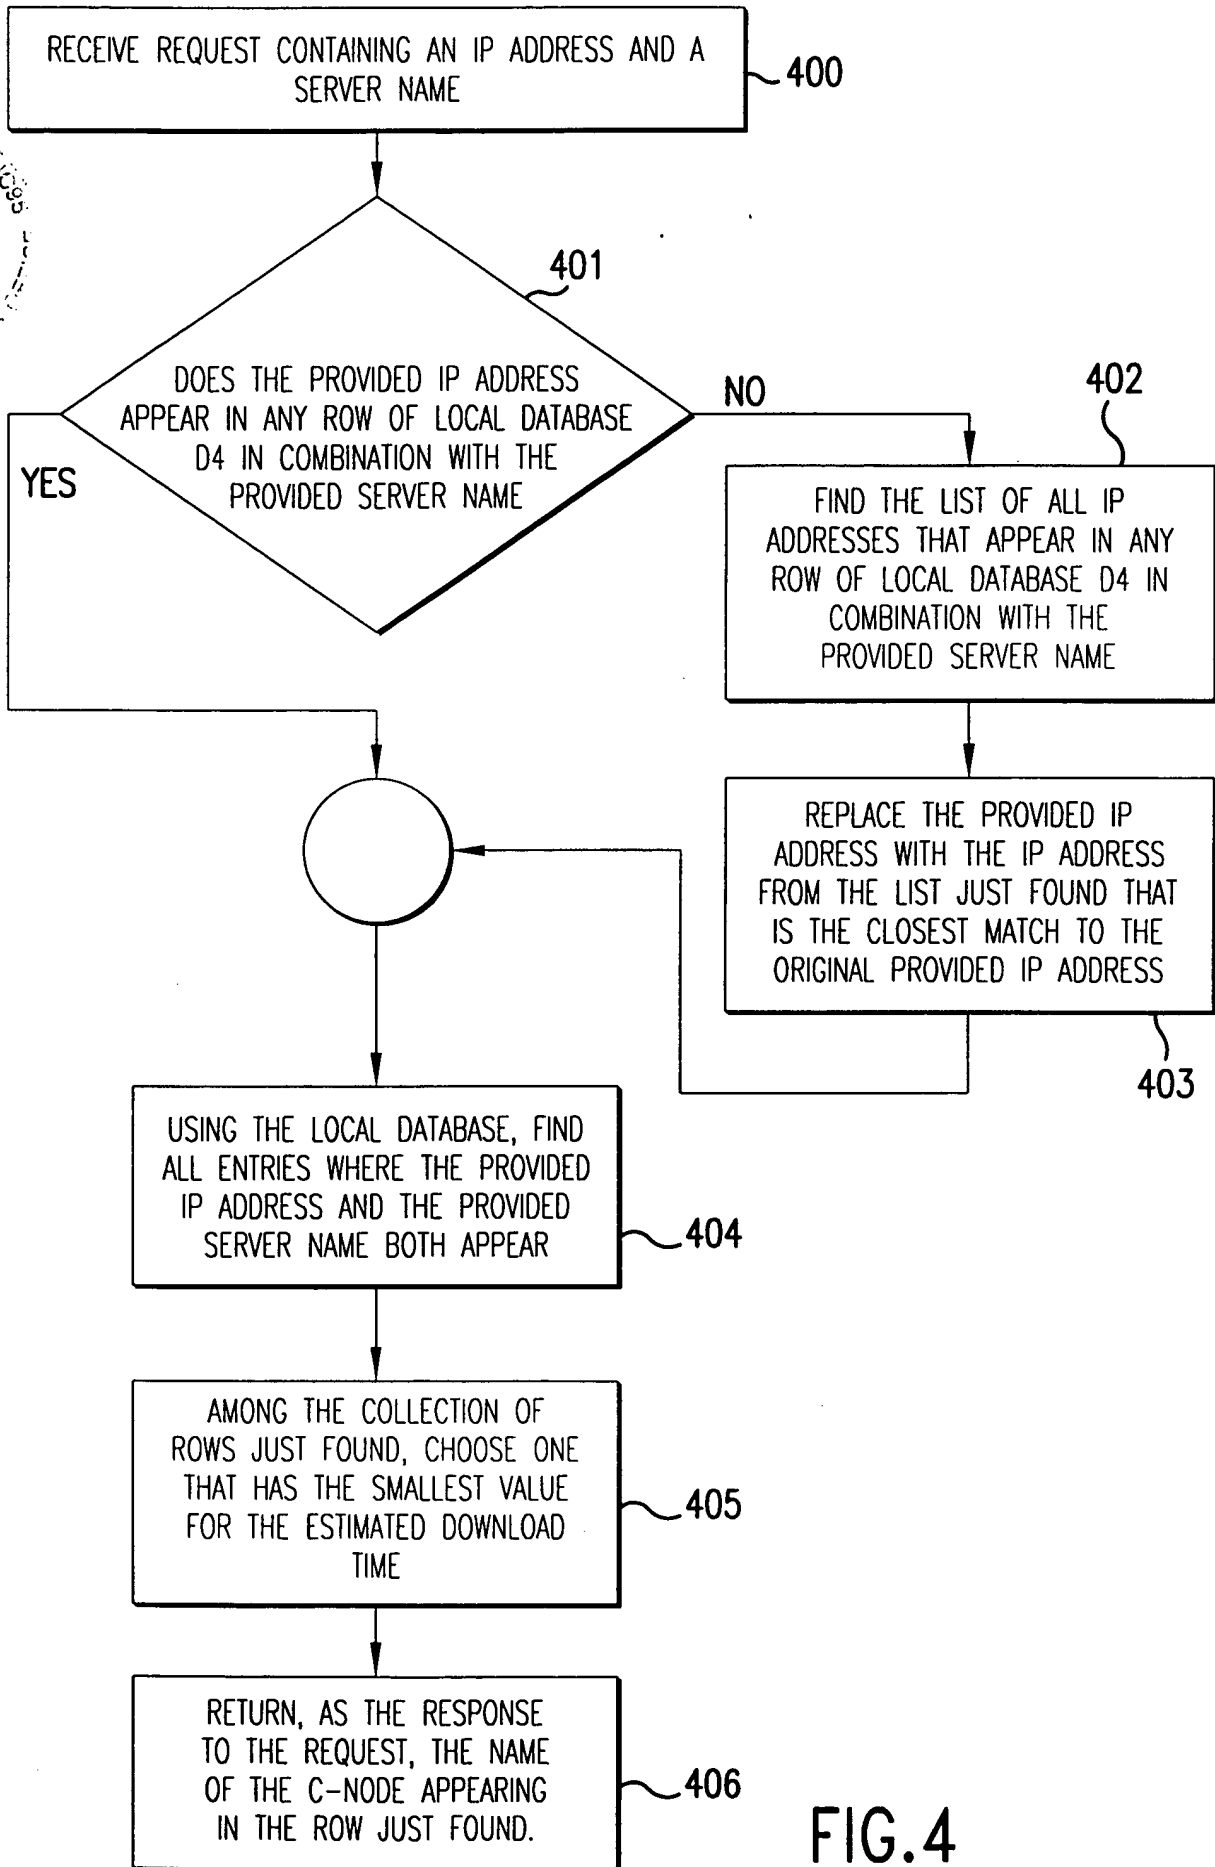 RECEIVE REQUEST CONTAINING AN IP ADDRESS AND A
SERVER NAME
400
401
DOES THE PROVIDED IP ADDRESS
APPEAR IN ANY ROW OF LOCAL DATABASE
D4 IN COMBINATION WITH THE
PROVIDED SERVER NAME
YES
NO
402
FIND THE LIST OF ALL IP
ADDRESSES THAT APPEAR IN ANY
ROW OF LOCAL DATABASE D4 IN
COMBINATION WITH THE
PROVIDED SERVER NAME
REPLACE THE PROVIDED IP
ADDRESS WITH THE IP ADDRESS
FROM THE LIST JUST FOUND THAT
IS THE CLOSEST MATCH TO THE
ORIGINAL PROVIDED IP ADDRESS
403
USING THE LOCAL DATABASE, FIND
ALL ENTRIES WHERE THE PROVIDED
IP ADDRESS AND THE PROVIDED
SERVER NAME BOTH APPEAR
404
AMONG THE COLLECTION OF
ROWS JUST FOUND, CHOOSE ONE
THAT HAS THE SMALLEST VALUE
FOR THE ESTIMATED DOWNLOAD
TIME
405
RETURN, AS THE RESPONSE
TO THE REQUEST, THE NAME
OF THE C-NODE APPEARING
IN THE ROW JUST FOUND.
406
FIG.4